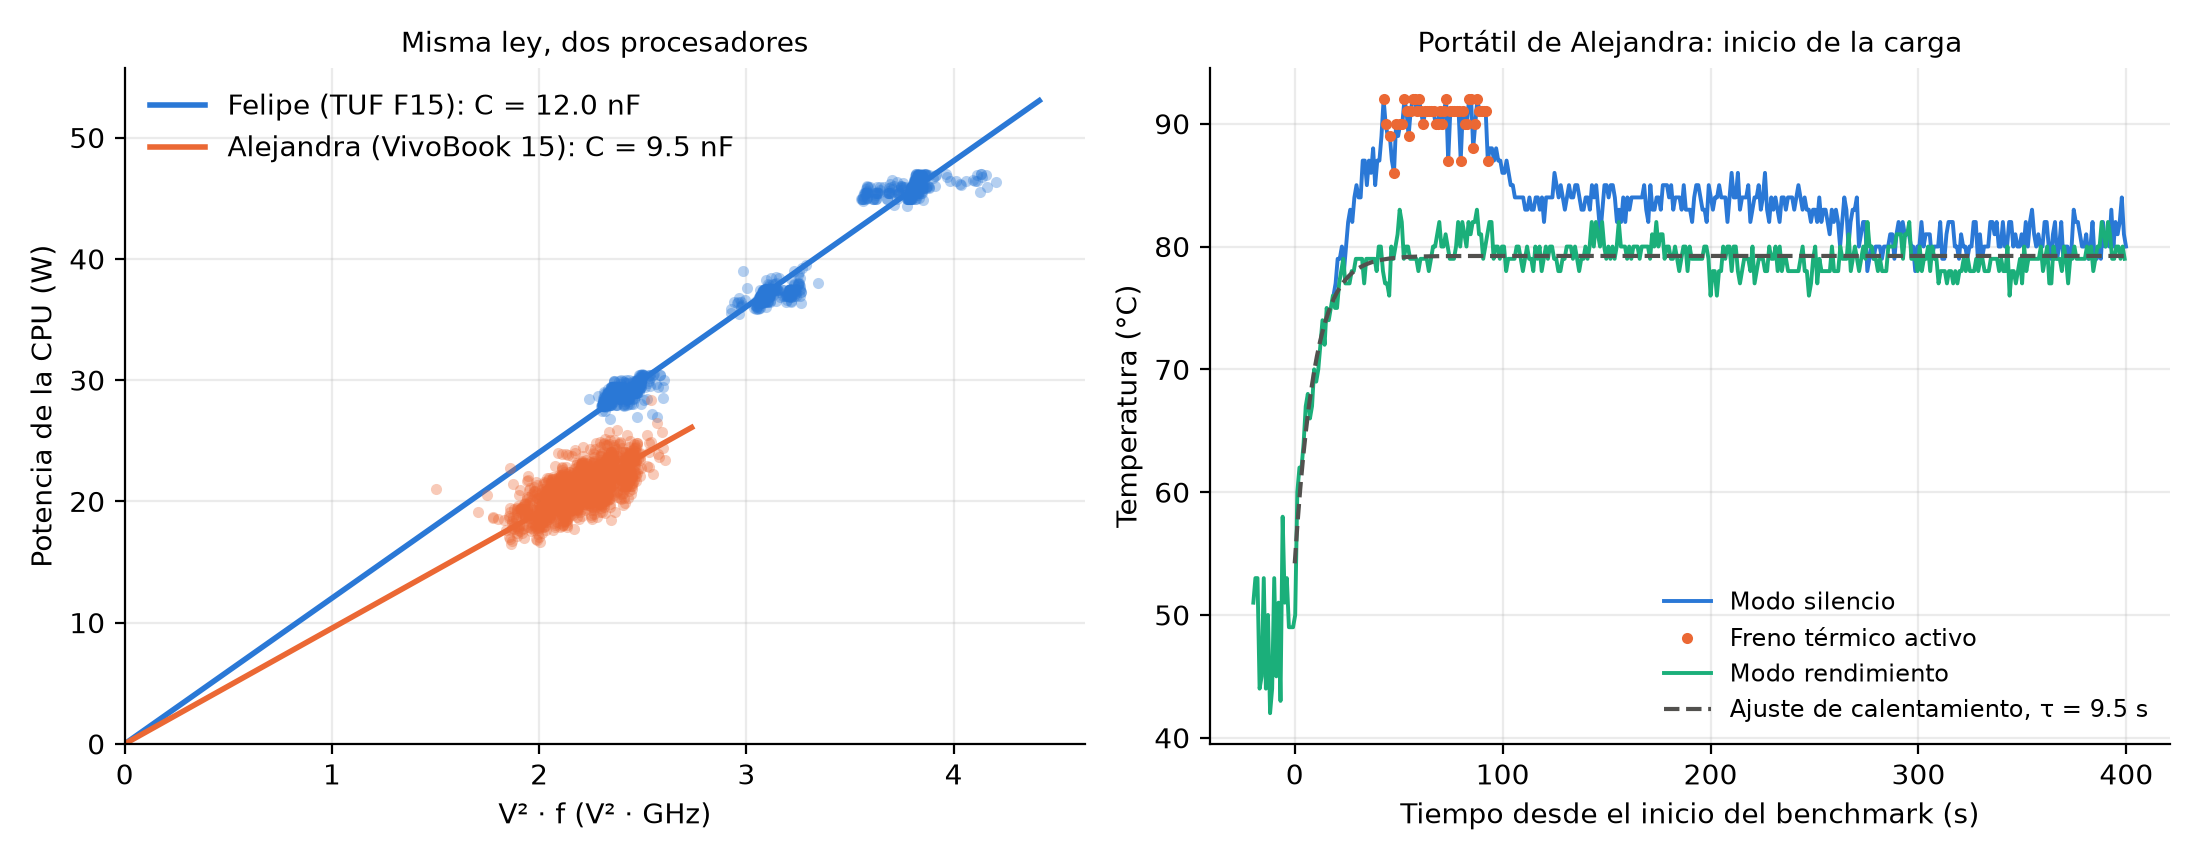 Misma ley, dos procesadores
Felipe (TUF F15): C = 12.0 nF
Alejandra (VivoBook 15): C = 9.5 nF
Potencia de la CPU (W)
50
40
30
20
10
0
0 1 2 3 4
V² · f (V² · GHz)
Portátil de Alejandra: inicio de la carga
Temperatura (°C)
90
80
70
60
50
40
Modo silencio
Freno térmico activo
Modo rendimiento
Ajuste de calentamiento, τ = 9.5 s
0 100 200 300 400
Tiempo desde el inicio del benchmark (s)